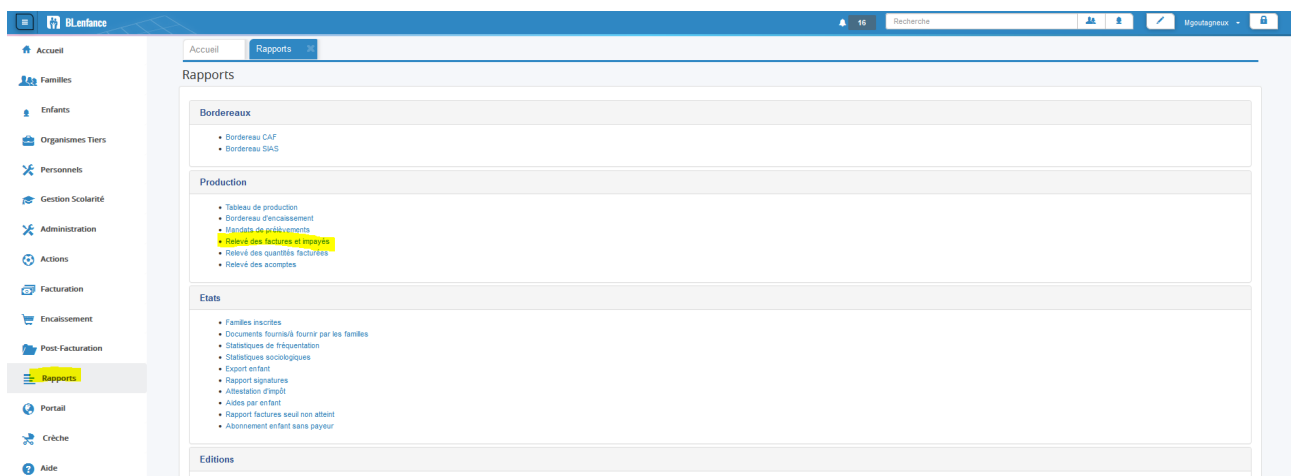 BL.enfance
16
Recherche
Mgoutagneux
Accueil
Familles
Enfants
Organismes Tiers
Personnels
Gestion Scolarité
Administration
Actions
Facturation
Encaissement
Post-Facturation
Rapports
Portail
Crèche
Aide
Accueil
Rapports
Rapports
Bordereaux
Bordereau CAF
Bordereau SIAS
Production
Tableau de production
Bordereau d'encaissement
Mandats de prélèvements
Relevé des factures et impayés
Relevé des quantités facturées
Relevé des acomptes
Etats
Familles inscrites
Documents fournis/à fournir par les familles
Statistiques de fréquentation
Statistiques sociologiques
Export enfant
Rapport signatures
Attestation d'impôt
Aides par enfant
Rapport factures seuil non atteint
Abonnement enfant sans payeur
Editions